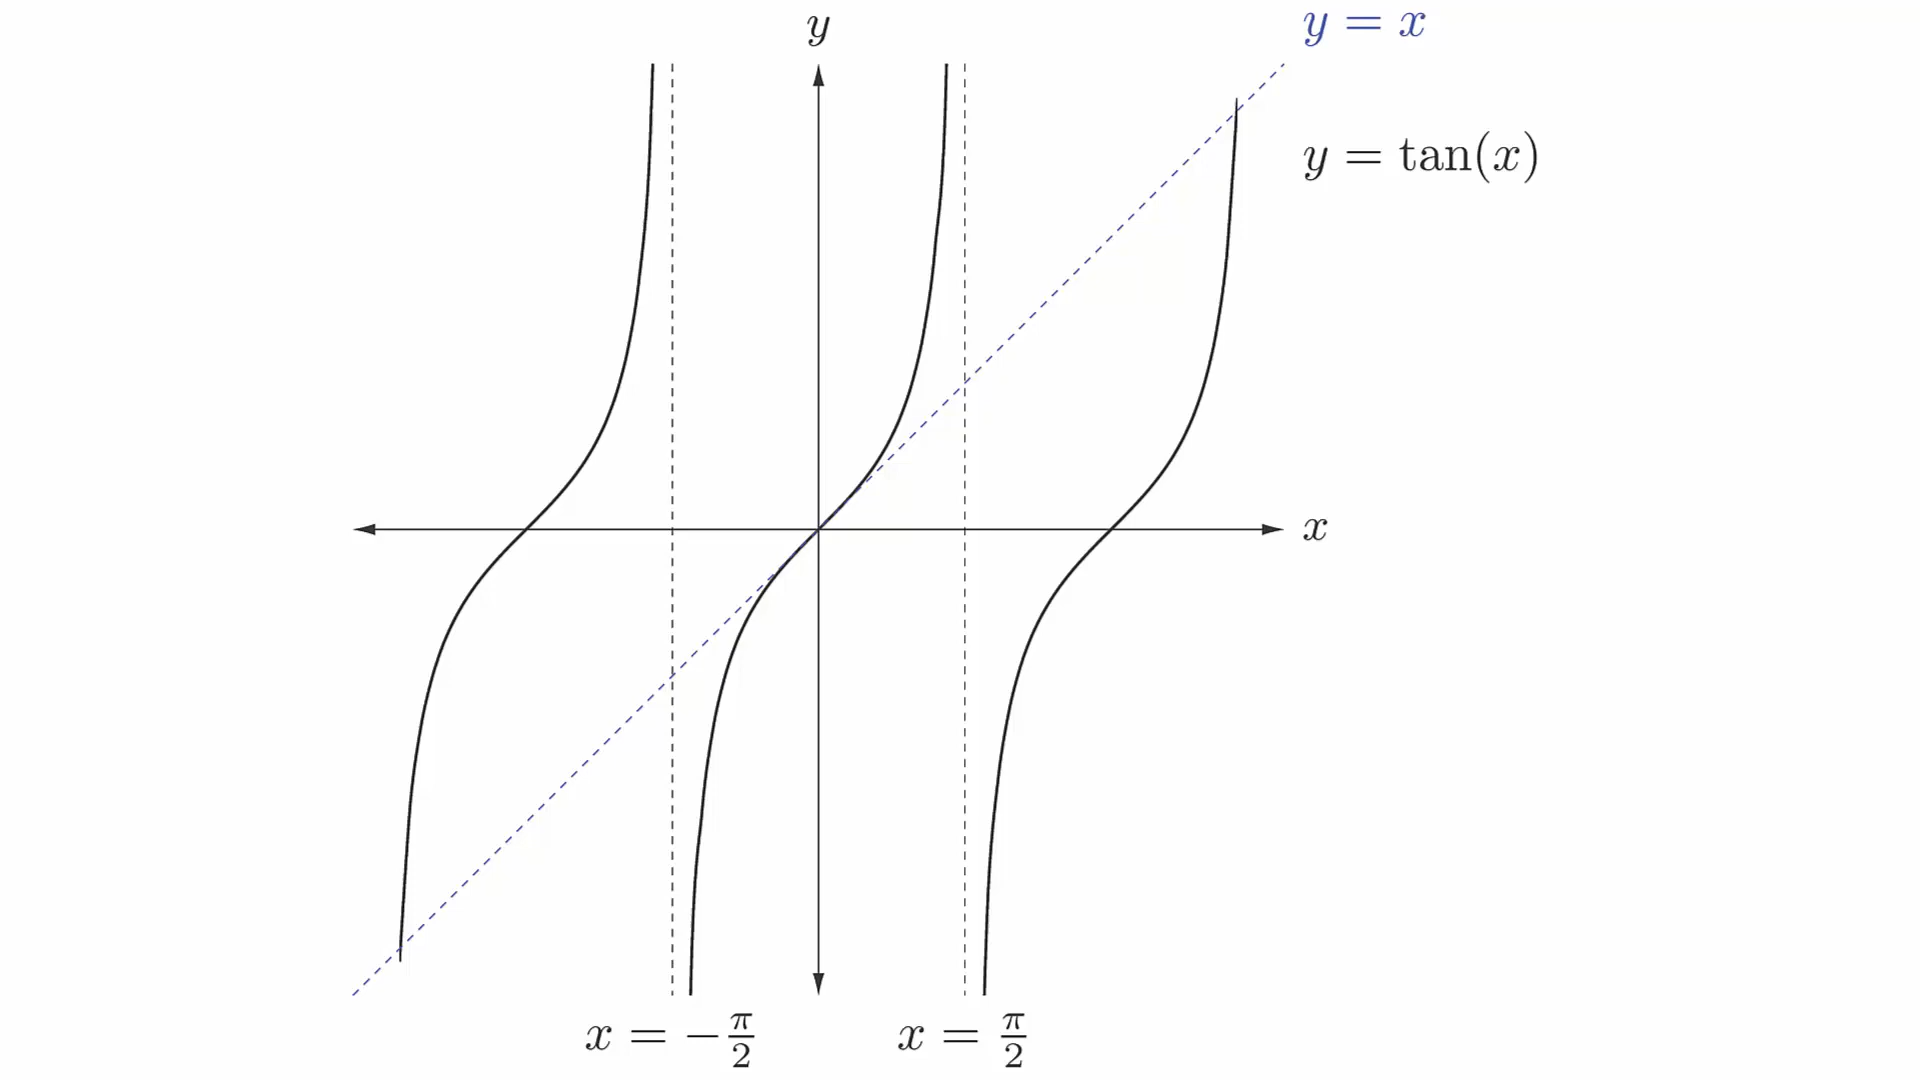 y
y = x
y = tan(x)
x
x = −π/2
x = π/2